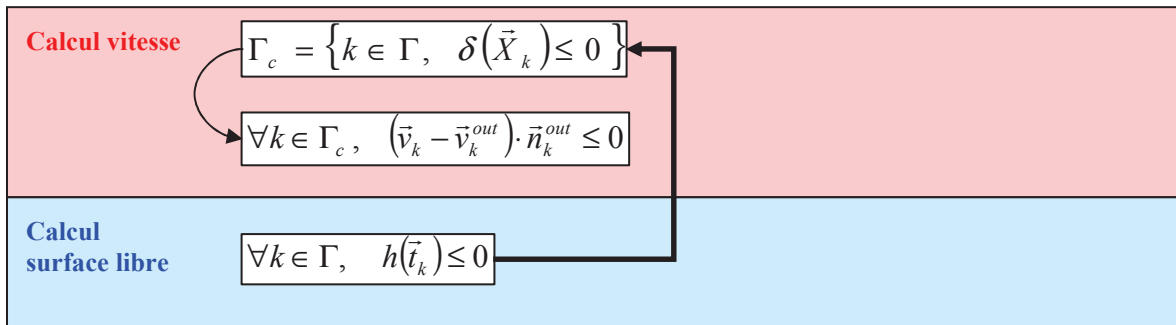 Calcul vitesse
Γ_c = {k ∈ Γ, δ(X⃗_k) ≤ 0}
∀k ∈ Γ_c, (v⃗_k − v⃗_k^out) · n⃗_k^out ≤ 0
Calcul
surface libre
∀k ∈ Γ, h(t⃗_k) ≤ 0